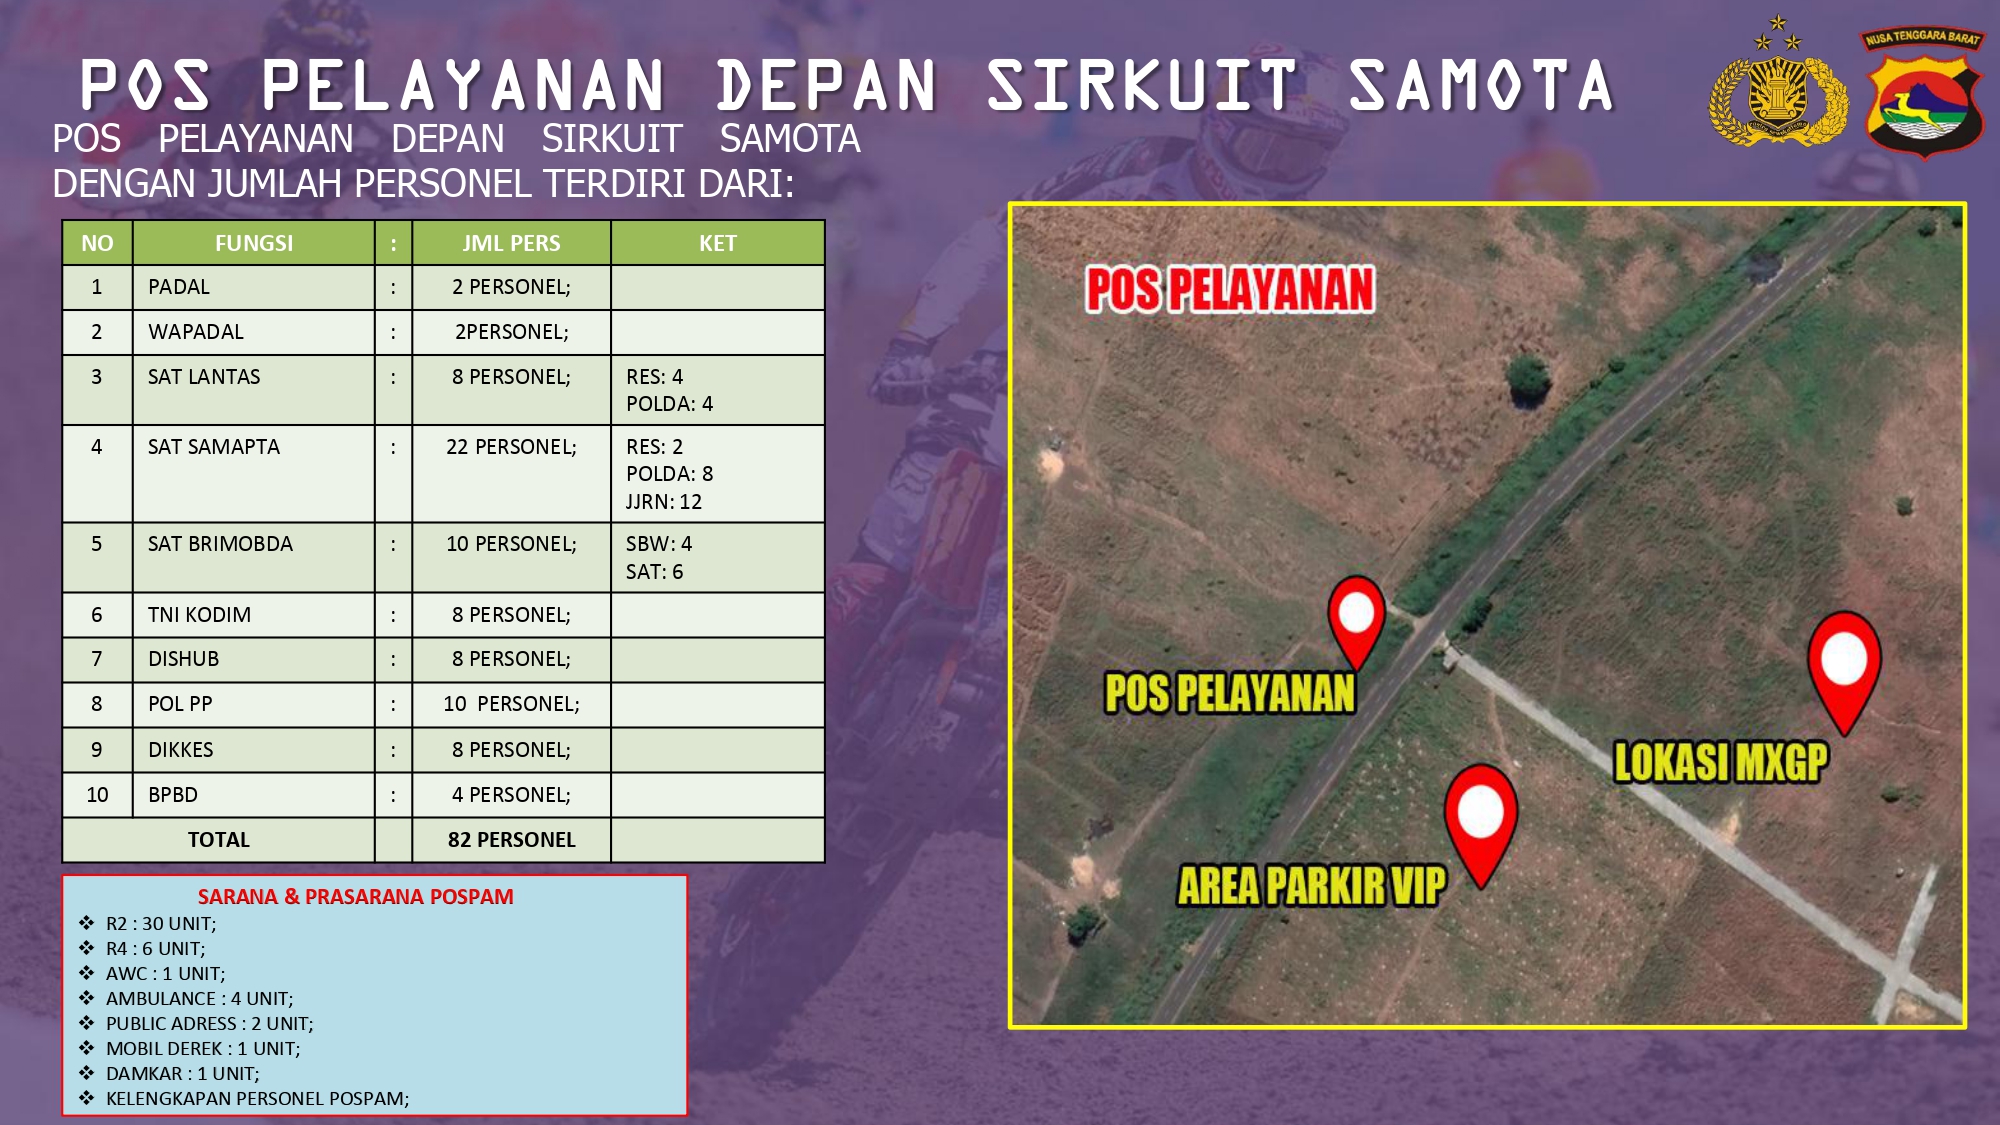 POS PELAYANAN DEPAN SIRKUIT SAMOTA
NUSA TENGGARA BARAT
POS PELAYANAN DEPAN SIRKUIT SAMOTA
DENGAN JUMLAH PERSONEL TERDIRI DARI:
NO FUNGSI : JML PERS KET
1 PADAL : 2 PERSONEL;
2 WAPADAL : 2PERSONEL;
3 SAT LANTAS : 8 PERSONEL; RES: 4
POLDA: 4
4 SAT SAMAPTA : 22 PERSONEL; RES: 2
POLDA: 8
JJRN: 12
5 SAT BRIMOBDA : 10 PERSONEL; SBW: 4
SAT: 6
6 TNI KODIM : 8 PERSONEL;
7 DISHUB : 8 PERSONEL;
8 POL PP : 10 PERSONEL;
9 DIKKES : 8 PERSONEL;
10 BPBD : 4 PERSONEL;
TOTAL 82 PERSONEL
SARANA & PRASARANA POSPAM
❖ R2 : 30 UNIT;
❖ R4 : 6 UNIT;
❖ AWC : 1 UNIT;
❖ AMBULANCE : 4 UNIT;
❖ PUBLIC ADRESS : 2 UNIT;
❖ MOBIL DEREK : 1 UNIT;
❖ DAMKAR : 1 UNIT;
❖ KELENGKAPAN PERSONEL POSPAM;
POS PELAYANAN
POS PELAYANAN
LOKASI MXGP
AREA PARKIR VIP